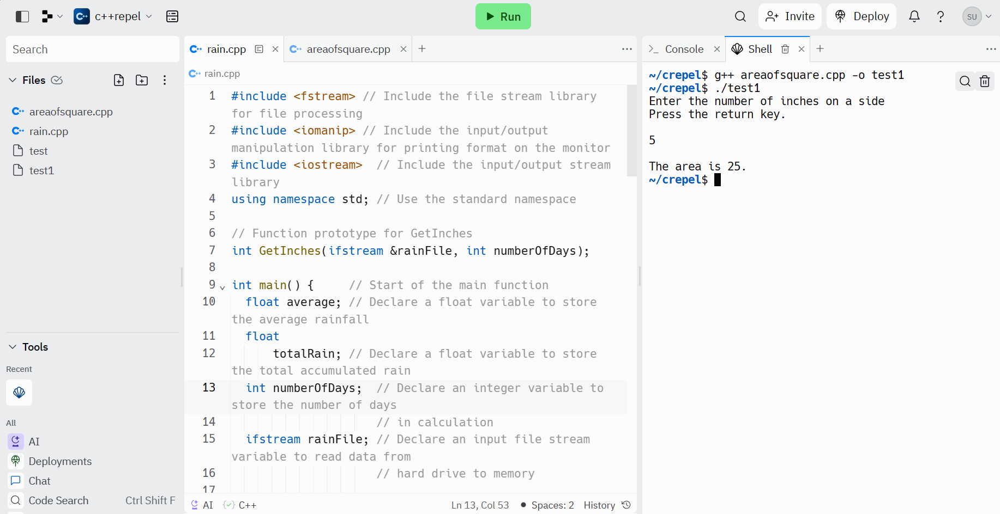 c++repel
Run
Invite
Deploy
SU
Search
rain.cpp
areaofsquare.cpp
Console
Shell
Files
areaofsquare.cpp
rain.cpp
test
test1
Tools
Recent
All
AI
Deployments
Chat
Code Search Ctrl Shift F
rain.cpp
1 #include <fstream> // Include the file stream library
for file processing
2 #include <iomanip> // Include the input/output
manipulation library for printing format on the monitor
3 #include <iostream>  // Include the input/output stream
library
4 using namespace std; // Use the standard namespace
5
6 // Function prototype for GetInches
7 int GetInches(ifstream &rainFile, int numberOfDays);
8
9 int main() {     // Start of the main function
10   float average; // Declare a float variable to store
the average rainfall
11   float
12       totalRain; // Declare a float variable to store
the total accumulated rain
13   int numberOfDays;  // Declare an integer variable to
store the number of days
14                      // in calculation
15   ifstream rainFile; // Declare an input file stream
variable to read data from
16                      // hard drive to memory
17
AI C++ Ln 13, Col 53 Spaces: 2 History
~/crepel$ g++ areaofsquare.cpp -o test1
~/crepel$ ./test1
Enter the number of inches on a side
Press the return key.
5
The area is 25.
~/crepel$